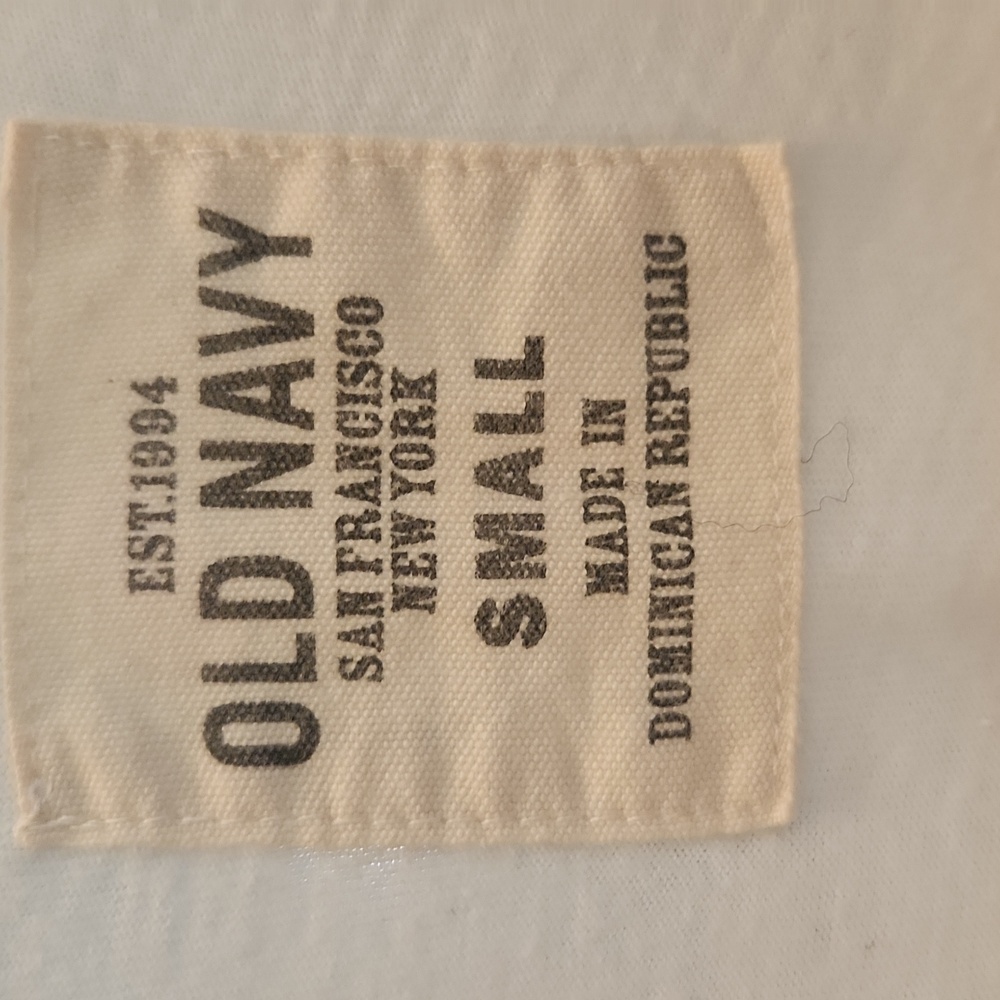 EST.1994
OLD NAVY
SAN FRANCISCO
NEW YORK
SMALL
MADE IN
DOMINICAN REPUBLIC